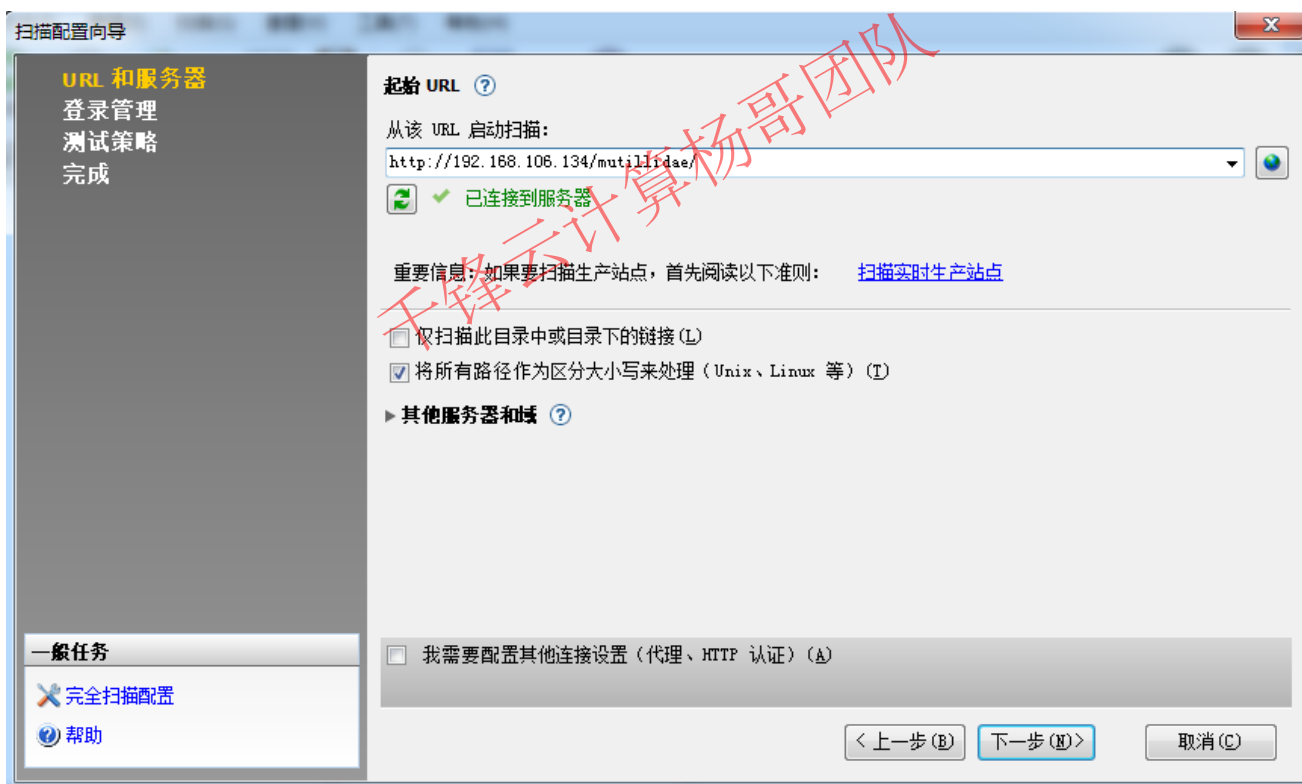 扫描配置向导
URL 和服务器
登录管理
测试策略
完成
起始 URL
从该 URL 启动扫描：
http://192.168.106.134/mutillidae/
已连接到服务器
重要信息：如果要扫描生产站点，首先阅读以下准则： 扫描实时生产站点
仅扫描此目录中或目录下的链接(L)
将所有路径作为区分大小写来处理（Unix、Linux 等）(T)
其他服务器和域
一般任务
完全扫描配置
帮助
我需要配置其他连接设置（代理、HTTP 认证）(A)
< 上一步(B) 下一步(N)> 取消(C)
千锋云计算杨哥团队